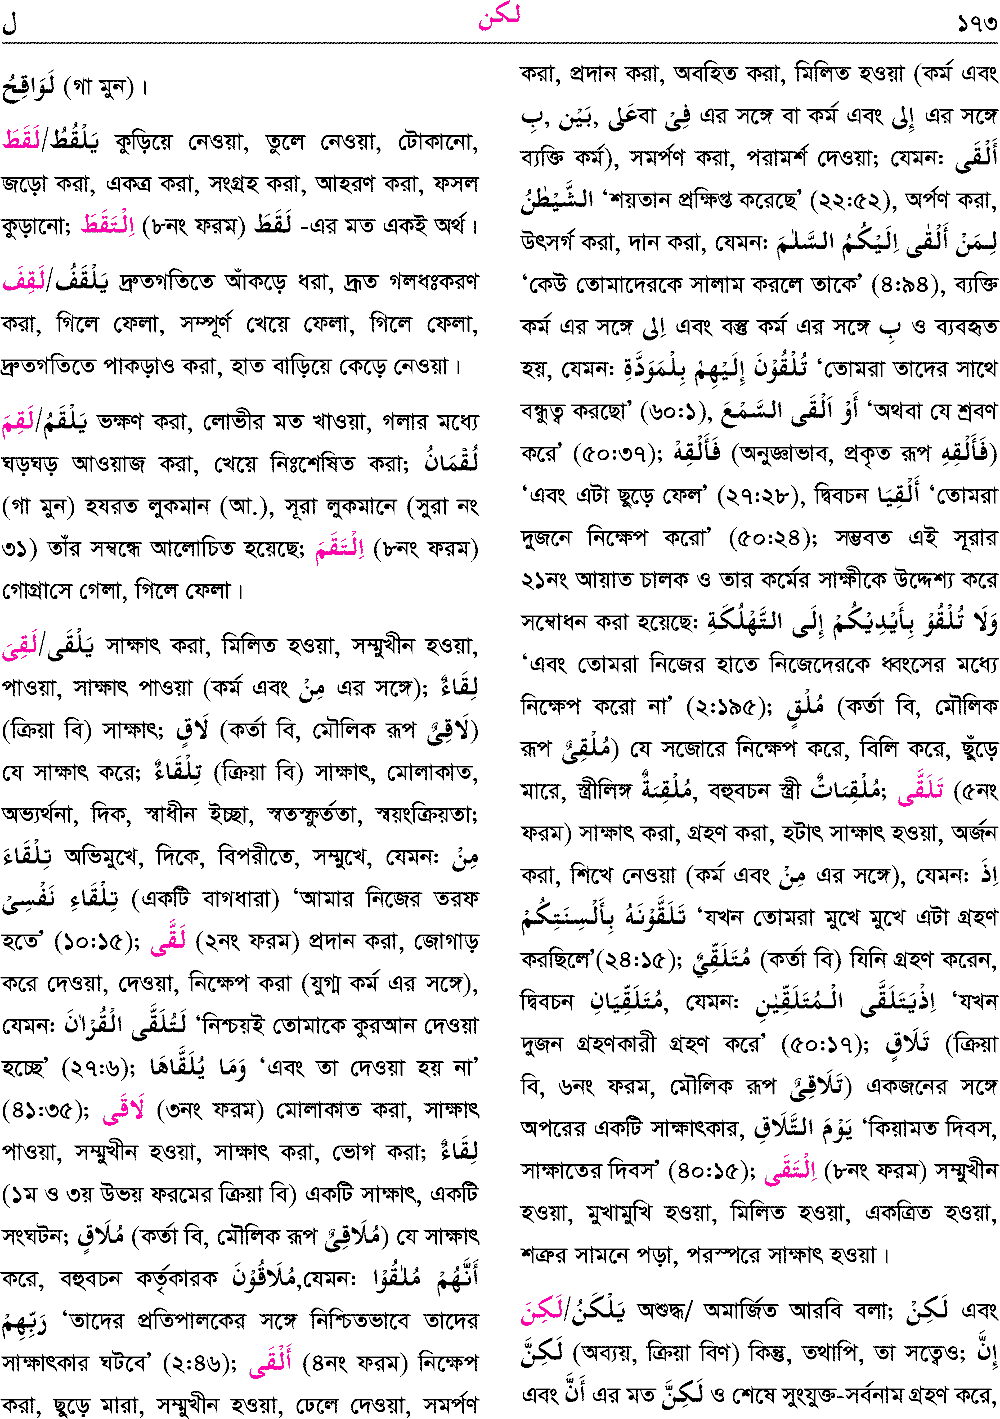 ل لكن ১৭৩
لَوَاقِحُ (গা মুন)।
لَقَطَ/يَلْقُطُ কুড়িয়ে নেওয়া, তুলে নেওয়া, টোকানো,
জড়ো করা, একত্র করা, সংগ্রহ করা, আহরণ করা, ফসল
কুড়ানো; اِلْتَقَطَ (৮নং ফরম) لَقَطَ -এর মত একই অর্থ।
لَقِفَ/يَلْقَفُ দ্রুতগতিতে আঁকড়ে ধরা, দ্রুত গলধঃকরণ
করা, গিলে ফেলা, সম্পূর্ণ খেয়ে ফেলা, গিলে ফেলা,
দ্রুতগতিতে পাকড়াও করা, হাত বাড়িয়ে কেড়ে নেওয়া।
لَقِمَ/يَلْقَمُ ভক্ষণ করা, লোভীর মত খাওয়া, গলার মধ্যে
ঘড়ঘড় আওয়াজ করা, খেয়ে নিঃশেষিত করা; لُقْمَانُ
(গা মুন) হযরত লুকমান (আ.), সূরা লুকমানে (সুরা নং
৩১) তাঁর সম্বন্ধে আলোচিত হয়েছে; اِلْتَقَمَ (৮নং ফরম)
গোগ্রাসে গেলা, গিলে ফেলা।
لَقِىَ/يَلْقَى সাক্ষাৎ করা, মিলিত হওয়া, সম্মুখীন হওয়া,
পাওয়া, সাক্ষাৎ পাওয়া (কর্ম এবং مِنْ এর সঙ্গে); لِقَاءٌ
(ক্রিয়া বি) সাক্ষাৎ; لَاقٍ (কর্তা বি, মৌলিক রূপ لَاقِىٌ)
যে সাক্ষাৎ করে; تِلْقَاءٌ (ক্রিয়া বি) সাক্ষাৎ, মোলাকাত,
অভ্যর্থনা, দিক, স্বাধীন ইচ্ছা, স্বতস্ফুর্ততা, স্বয়ংক্রিয়তা;
تِلْقَاءَ অভিমুখে, দিকে, বিপরীতে, সম্মুখে, যেমন: مِنْ
تِلْقَاءِ نَفْسِىْ (একটি বাগধারা) ‘আমার নিজের তরফ
হতে’ (১০:১৫); لَقَّى (২নং ফরম) প্রদান করা, জোগাড়
করে দেওয়া, দেওয়া, নিক্ষেপ করা (যুগ্ম কর্ম এর সঙ্গে),
যেমন: لَتُلَقَّى الْقُرْاٰنَ ‘নিশ্চয়ই তোমাকে কুরআন দেওয়া
হচ্ছে’ (২৭:৬); وَمَا يُلَقَّاهَا ‘এবং তা দেওয়া হয় না’
(৪১:৩৫); لَاقَى (৩নং ফরম) মোলাকাত করা, সাক্ষাৎ
পাওয়া, সম্মুখীন হওয়া, সাক্ষাৎ করা, ভোগ করা; لِقَاءٌ
(১ম ও ৩য় উভয় ফরমের ক্রিয়া বি) একটি সাক্ষাৎ, একটি
সংঘটন; مُلَاقٍ (কর্তা বি, মৌলিক রূপ مُلَاقِىٌ) যে সাক্ষাৎ
করে, বহুবচন কর্তৃকারক مُلَاقُوْنَ,যেমন: أَنَّهُمْ مُلٰقُوْا
رَبِّهِمْ ‘তাদের প্রতিপালকের সঙ্গে নিশ্চিতভাবে তাদের
সাক্ষাৎকার ঘটবে’ (২:৪৬); أَلْقَى (৪নং ফরম) নিক্ষেপ
করা, ছুড়ে মারা, সম্মুখীন হওয়া, ঢেলে দেওয়া, সমর্পণ
করা, প্রদান করা, অবহিত করা, মিলিত হওয়া (কর্ম এবং
بِ, بَيْنَ, عَلَىবা فِىْ এর সঙ্গে বা কর্ম এবং اِلى এর সঙ্গে
ব্যক্তি কর্ম), সমর্পণ করা, পরামর্শ দেওয়া; যেমন: أَلْقَى
الشَّيْطٰنُ ‘শয়তান প্রক্ষিপ্ত করেছে’ (২২:৫২), অর্পণ করা,
উৎসর্গ করা, দান করা, যেমন: لِمَنْ أَلْقٰى اِلَيْكُمُ السَّلٰمَ
‘কেউ তোমাদেরকে সালাম করলে তাকে’ (৪:৯৪), ব্যক্তি
কর্ম এর সঙ্গে اِلى এবং বস্তু কর্ম এর সঙ্গে بِ ও ব্যবহৃত
হয়, যেমন: تُلْقُوْنَ اِلَيْهِمْ بِلْمَوَدَّةِ ‘তোমরা তাদের সাথে
বন্ধুত্ব করছো’ (৬০:১), أَوْ اَلْقَى السَّمْعَ ‘অথবা যে শ্রবণ
করে’ (৫০:৩৭); فَأَلْقِهْ (অনুজ্ঞাভাব, প্রকৃত রূপ فَأَلْقِهِ)
‘এবং এটা ছুড়ে ফেল’ (২৭:২৮), দ্বিবচন أَلْقِيَا ‘তোমরা
দুজনে নিক্ষেপ করো’ (৫০:২৪); সম্ভবত এই সূরার
২১নং আয়াত চালক ও তার কর্মের সাক্ষীকে উদ্দেশ্য করে
সম্বোধন করা হয়েছে: وَلَا تُلْقُوْ بِأَيْدِيْكُمْ إِلَى التَّهْلُكَةِ
‘এবং তোমরা নিজের হাতে নিজেদেরকে ধ্বংসের মধ্যে
নিক্ষেপ করো না’ (২:১৯৫); مُلْقٍ (কর্তা বি, মৌলিক
রূপ مُلْقِىٌ) যে সজোরে নিক্ষেপ করে, বিলি করে, ছুঁড়ে
মারে, স্ত্রীলিঙ্গ مُلْقِيَةٌ, বহুবচন স্ত্রী مُلْقِيَاتٌ; تَلَقَّى (৫নং
ফরম) সাক্ষাৎ করা, গ্রহণ করা, হটাৎ সাক্ষাৎ হওয়া, অর্জন
করা, শিখে নেওয়া (কর্ম এবং مِنْ এর সঙ্গে), যেমন: اِذَ
تَلَقَّوْنَهُ بِأَلْسِنَتِكُمْ ‘যখন তোমরা মুখে মুখে এটা গ্রহণ
করছিলে’(২৪:১৫); مُتَلَقِّىٌ (কর্তা বি) যিনি গ্রহণ করেন,
দ্বিবচন مُتَلَقِّيَانِ, যেমন: اِذْيَتَلَقَّى الْمُتَلَقِّيٰنِ ‘যখন
দুজন গ্রহণকারী গ্রহণ করে’ (৫০:১৭); تَلَاقٍ (ক্রিয়া
বি, ৬নং ফরম, মৌলিক রূপ تَلَاقِىٌ) একজনের সঙ্গে
অপরের একটি সাক্ষাৎকার, يَوْمَ التَّلَاقِ ‘কিয়ামত দিবস,
সাক্ষাতের দিবস’ (৪০:১৫); اِلْتَقَى (৮নং ফরম) সম্মুখীন
হওয়া, মুখামুখি হওয়া, মিলিত হওয়া, একত্রিত হওয়া,
শত্রুর সামনে পড়া, পরস্পরে সাক্ষাৎ হওয়া।
لَكِنَ/يَلْكَنُ অশুদ্ধ/ অমার্জিত আরবি বলা; لَكِنْ এবং
لَكِنَّ (অব্যয়, ক্রিয়া বিণ) কিন্তু, তথাপি, তা সত্বেও; إِنَّ
এবং أَنَّ এর মত لَكِنَّ ও শেষে সুংযুক্ত-সর্বনাম গ্রহণ করে,